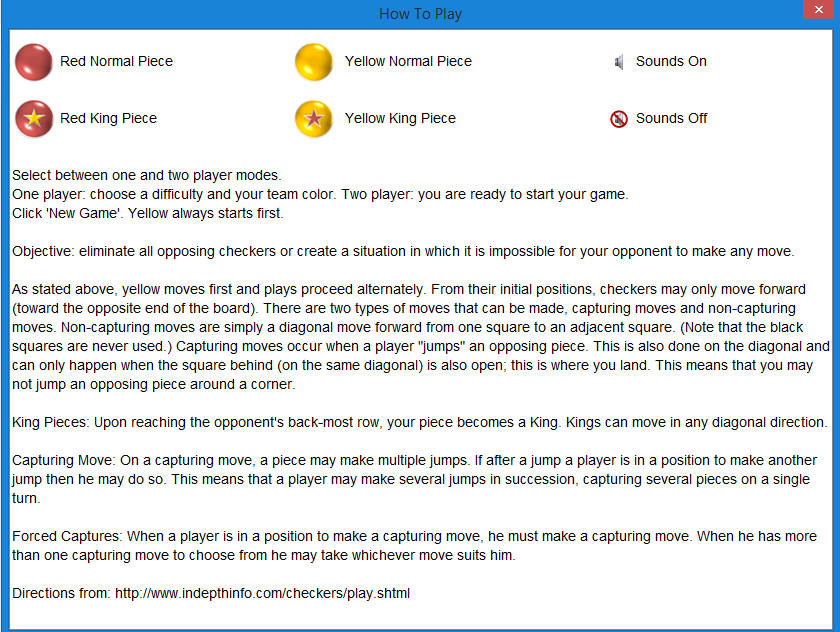 How To Play
Red Normal Piece
Yellow Normal Piece
Sounds On
Red King Piece
Yellow King Piece
Sounds Off
Select between one and two player modes.
One player: choose a difficulty and your team color. Two player: you are ready to start your game.
Click 'New Game'. Yellow always starts first.
Objective: eliminate all opposing checkers or create a situation in which it is impossible for your opponent to make any move.
As stated above, yellow moves first and plays proceed alternately. From their initial positions, checkers may only move forward
(toward the opposite end of the board). There are two types of moves that can be made, capturing moves and non-capturing
moves. Non-capturing moves are simply a diagonal move forward from one square to an adjacent square. (Note that the black
squares are never used.) Capturing moves occur when a player "jumps" an opposing piece. This is also done on the diagonal and
can only happen when the square behind (on the same diagonal) is also open; this is where you land. This means that you may
not jump an opposing piece around a corner.
King Pieces: Upon reaching the opponent's back-most row, your piece becomes a King. Kings can move in any diagonal direction.
Capturing Move: On a capturing move, a piece may make multiple jumps. If after a jump a player is in a position to make another
jump then he may do so. This means that a player may make several jumps in succession, capturing several pieces on a single
turn.
Forced Captures: When a player is in a position to make a capturing move, he must make a capturing move. When he has more
than one capturing move to choose from he may take whichever move suits him.
Directions from: http://www.indepthinfo.com/checkers/play.shtml